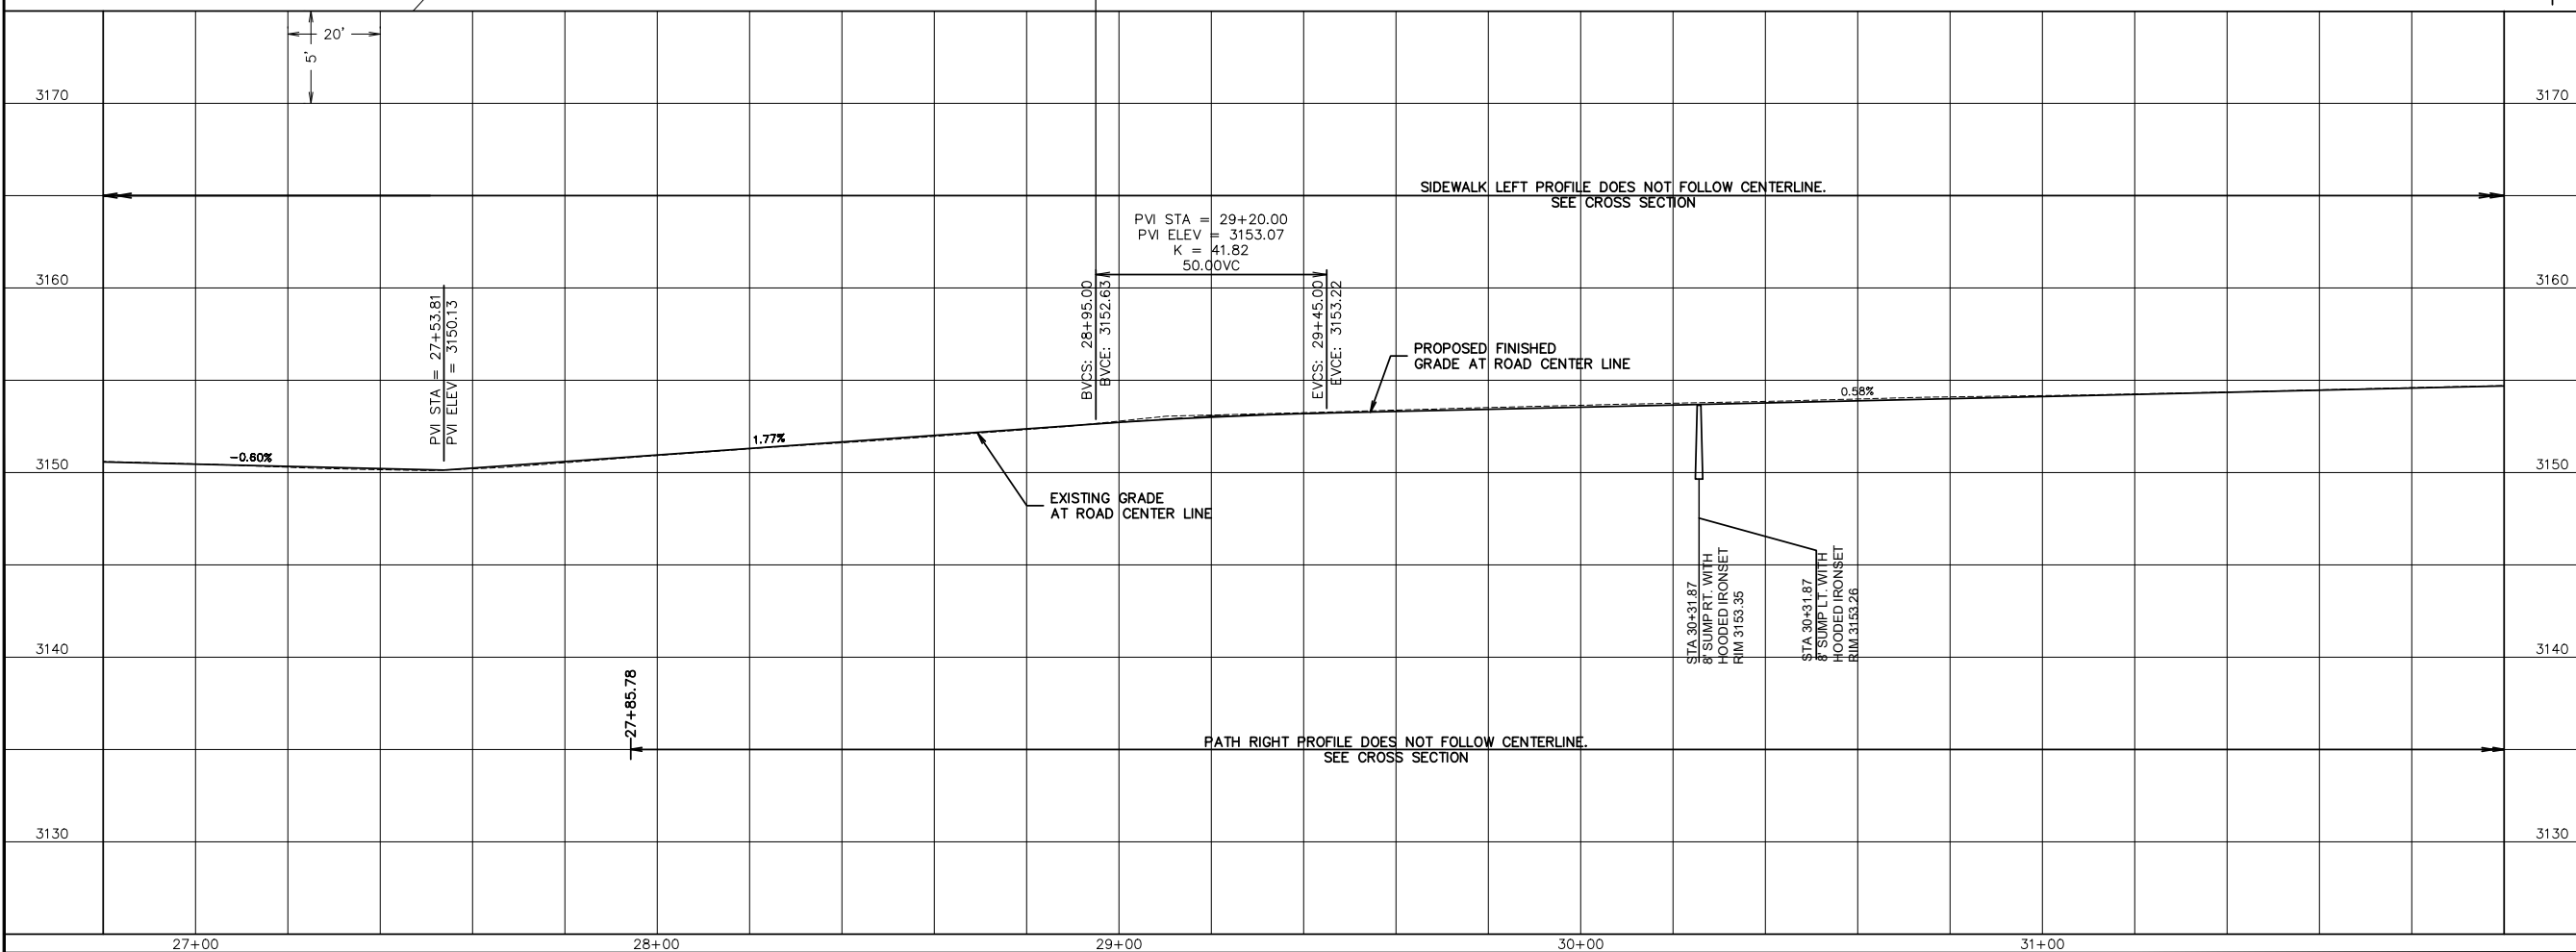 20'
5'
3170
3170
SIDEWALK LEFT PROFILE DOES NOT FOLLOW CENTERLINE.
SEE CROSS SECTION
PVI STA = 29+20.00
PVI ELEV = 3153.07
K = 41.82
50.00VC
3160
3160
PVI STA = 27+53.81
PVI ELEV = 3150.13
BVCS: 28+95.00
BVCE: 3152.63
EVCS: 29+45.00
EVCE: 3153.22
PROPOSED FINISHED
GRADE AT ROAD CENTER LINE
-0.60%
1.77%
0.58%
3150
3150
EXISTING GRADE
AT ROAD CENTER LINE
STA 30+31.87
8' SUMP RT. WITH
HOODED IRONSET
RIM 3153.35
STA 30+31.87
8' SUMP LT. WITH
HOODED IRONSET
RIM 3153.26
3140
3140
27+85.78
PATH RIGHT PROFILE DOES NOT FOLLOW CENTERLINE.
SEE CROSS SECTION
3130
3130
27+00
28+00
29+00
30+00
31+00